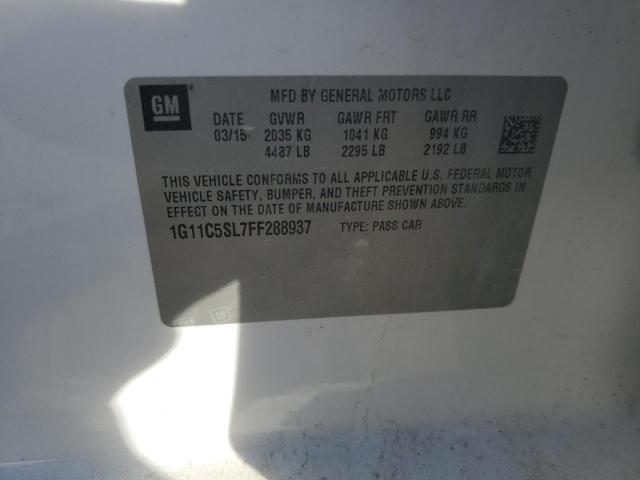 GM
MFD BY GENERAL MOTORS LLC
DATE GVWR GAWR FRT GAWR RR
03/15 2035 KG 1041 KG 994 KG
4487 LB 2295 LB 2192 LB
THIS VEHICLE CONFORMS TO ALL APPLICABLE U.S. FEDERAL MOTOR
VEHICLE SAFETY, BUMPER, AND THEFT PREVENTION STANDARDS IN
EFFECT ON THE DATE OF MANUFACTURE SHOWN ABOVE.
1G11C5SL7FF288937 TYPE: PASS CAR